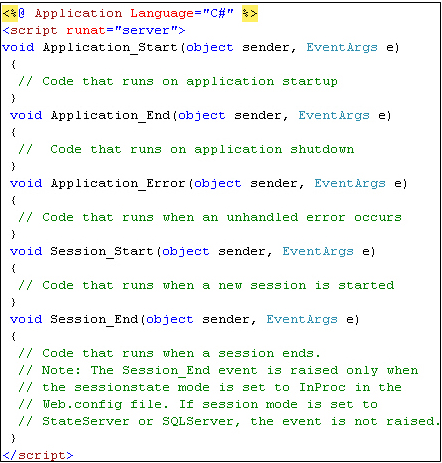 <%@ Application Language="C#" %>
<script runat="server">
void Application_Start(object sender, EventArgs e)
{
// Code that runs on application startup
}
void Application_End(object sender, EventArgs e)
{
//  Code that runs on application shutdown
}
void Application_Error(object sender, EventArgs e)
{
// Code that runs when an unhandled error occurs
}
void Session_Start(object sender, EventArgs e)
{
// Code that runs when a new session is started
}
void Session_End(object sender, EventArgs e)
{
// Code that runs when a session ends.
// Note: The Session_End event is raised only when
// the sessionstate mode is set to InProc in the
// Web.config file. If session mode is set to
// StateServer or SQLServer, the event is not raised.
}
</script>